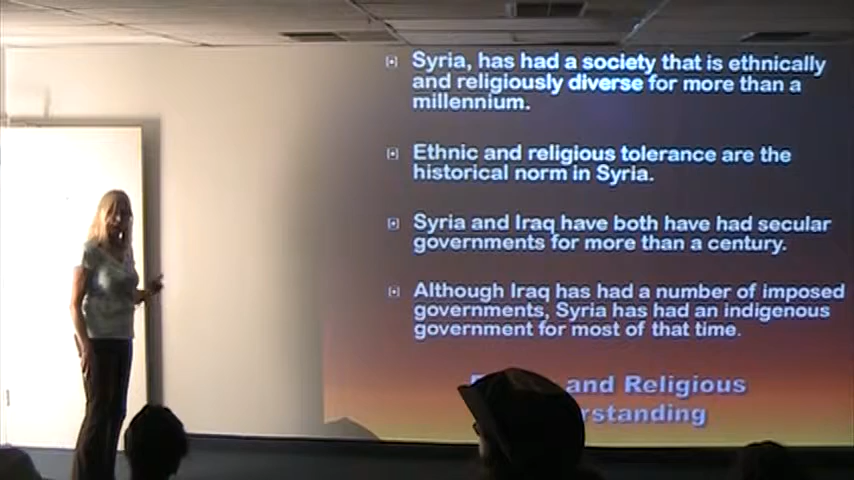 Syria, has had a society that is ethnically
and religiously diverse for more than a
millennium.
Ethnic and religious tolerance are the
historical norm in Syria.
Syria and Iraq have both have had secular
governments for more than a century.
Although Iraq has had a number of imposed
governments, Syria has had an indigenous
government for most of that time.
and Religious